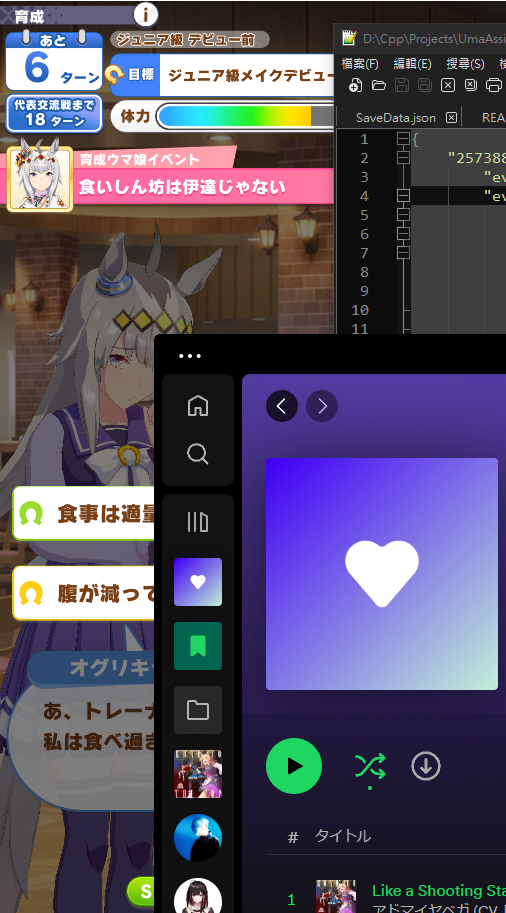 育成
i
あと
6 ターン
代表交流戦まで
18 ターン
ジュニア級 デビュー前
目標
ジュニア級メイクデビュー
体力
育成ウマ娘イベント
食いしん坊は伊達じゃない
食事は適量
腹が減って
オグリキャ
あ、トレーナ
私は食べ過ぎ
S
D:\Cpp\Projects\UmaAssi
檔案(F) 編輯(E) 搜尋(S)
SaveData.json REA
1 {
2 "257388
3 "ev
4 "ev
5
6
7
8
9
10
11
# タイトル
1 Like a Shooting Sta
アドマイヤベガ (CV.